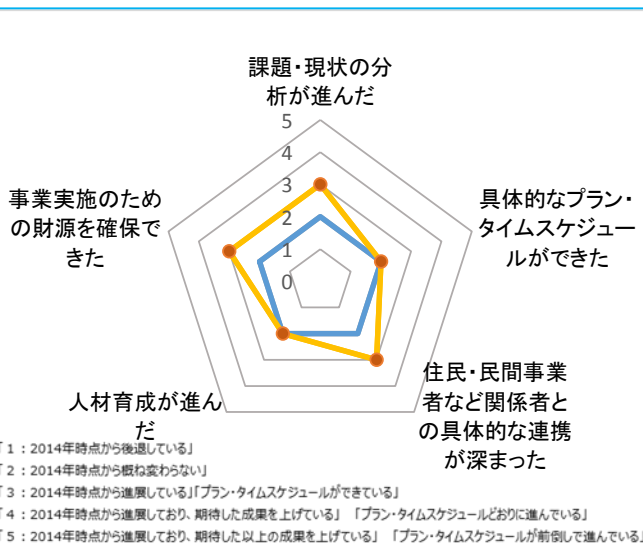 課題・現状の分
析が進んだ
5
4
3
2
1
0
事業実施のため
の財源を確保で
きた
具体的なプラン・
タイムスケジュー
ルができた
人材育成が進ん
だ
住民・民間事業
者など関係者と
の具体的な連携
が深まった
「1：2014年時点から後退している」
「2：2014年時点から概ね変わらない」
「3：2014年時点から進展している」「プラン・タイムスケジュールができている」
「4：2014年時点から進展しており、期待した成果を上げている」 「プラン・タイムスケジュールどおりに進んでいる」
「5：2014年時点から進展しており、期待した以上の成果を上げている」 「プラン・タイムスケジュールが前倒しで進んでいる」